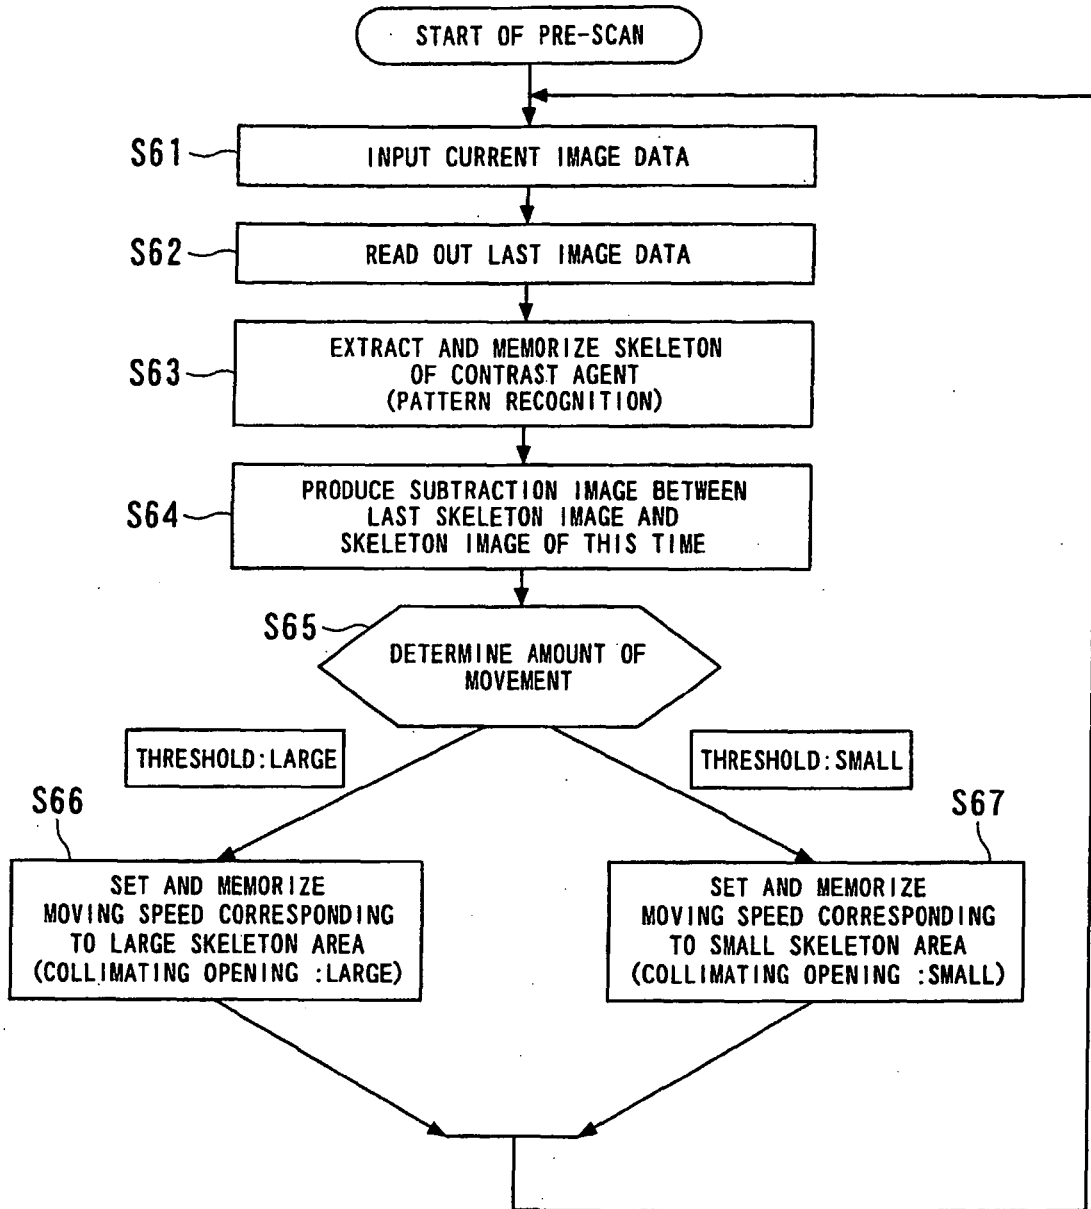 START OF PRE-SCAN
S61
INPUT CURRENT IMAGE DATA
S62
READ OUT LAST IMAGE DATA
S63
EXTRACT AND MEMORIZE SKELETON
OF CONTRAST AGENT
(PATTERN RECOGNITION)
S64
PRODUCE SUBTRACTION IMAGE BETWEEN
LAST SKELETON IMAGE AND
SKELETON IMAGE OF THIS TIME
S65
DETERMINE AMOUNT OF
MOVEMENT
THRESHOLD:LARGE
THRESHOLD:SMALL
S66
SET AND MEMORIZE
MOVING SPEED CORRESPONDING
TO LARGE SKELETON AREA
(COLLIMATING OPENING :LARGE)
S67
SET AND MEMORIZE
MOVING SPEED CORRESPONDING
TO SMALL SKELETON AREA
(COLLIMATING OPENING :SMALL)